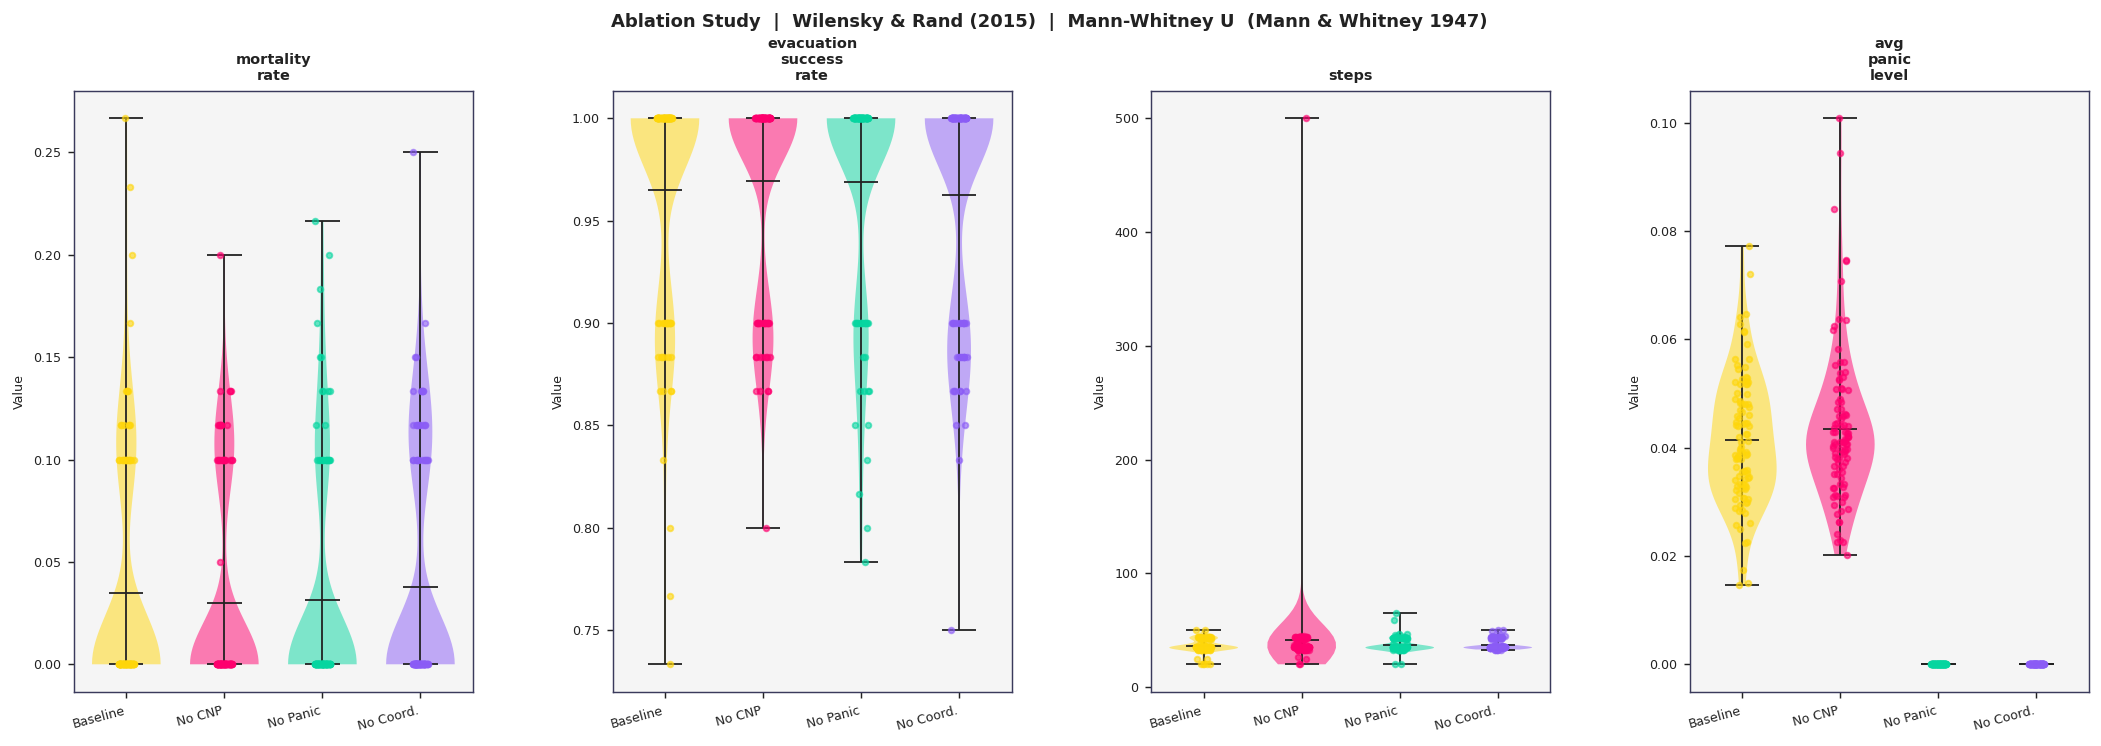 Ablation Study  |  Wilensky & Rand (2015)  |  Mann-Whitney U  (Mann & Whitney 1947)
mortality
rate
Value
0.25
0.20
0.15
0.10
0.05
0.00
Baseline
No CNP
No Panic
No Coord.
evacuation
success
rate
Value
1.00
0.95
0.90
0.85
0.80
0.75
Baseline
No CNP
No Panic
No Coord.
steps
Value
500
400
300
200
100
0
Baseline
No CNP
No Panic
No Coord.
avg
panic
level
Value
0.10
0.08
0.06
0.04
0.02
0.00
Baseline
No CNP
No Panic
No Coord.